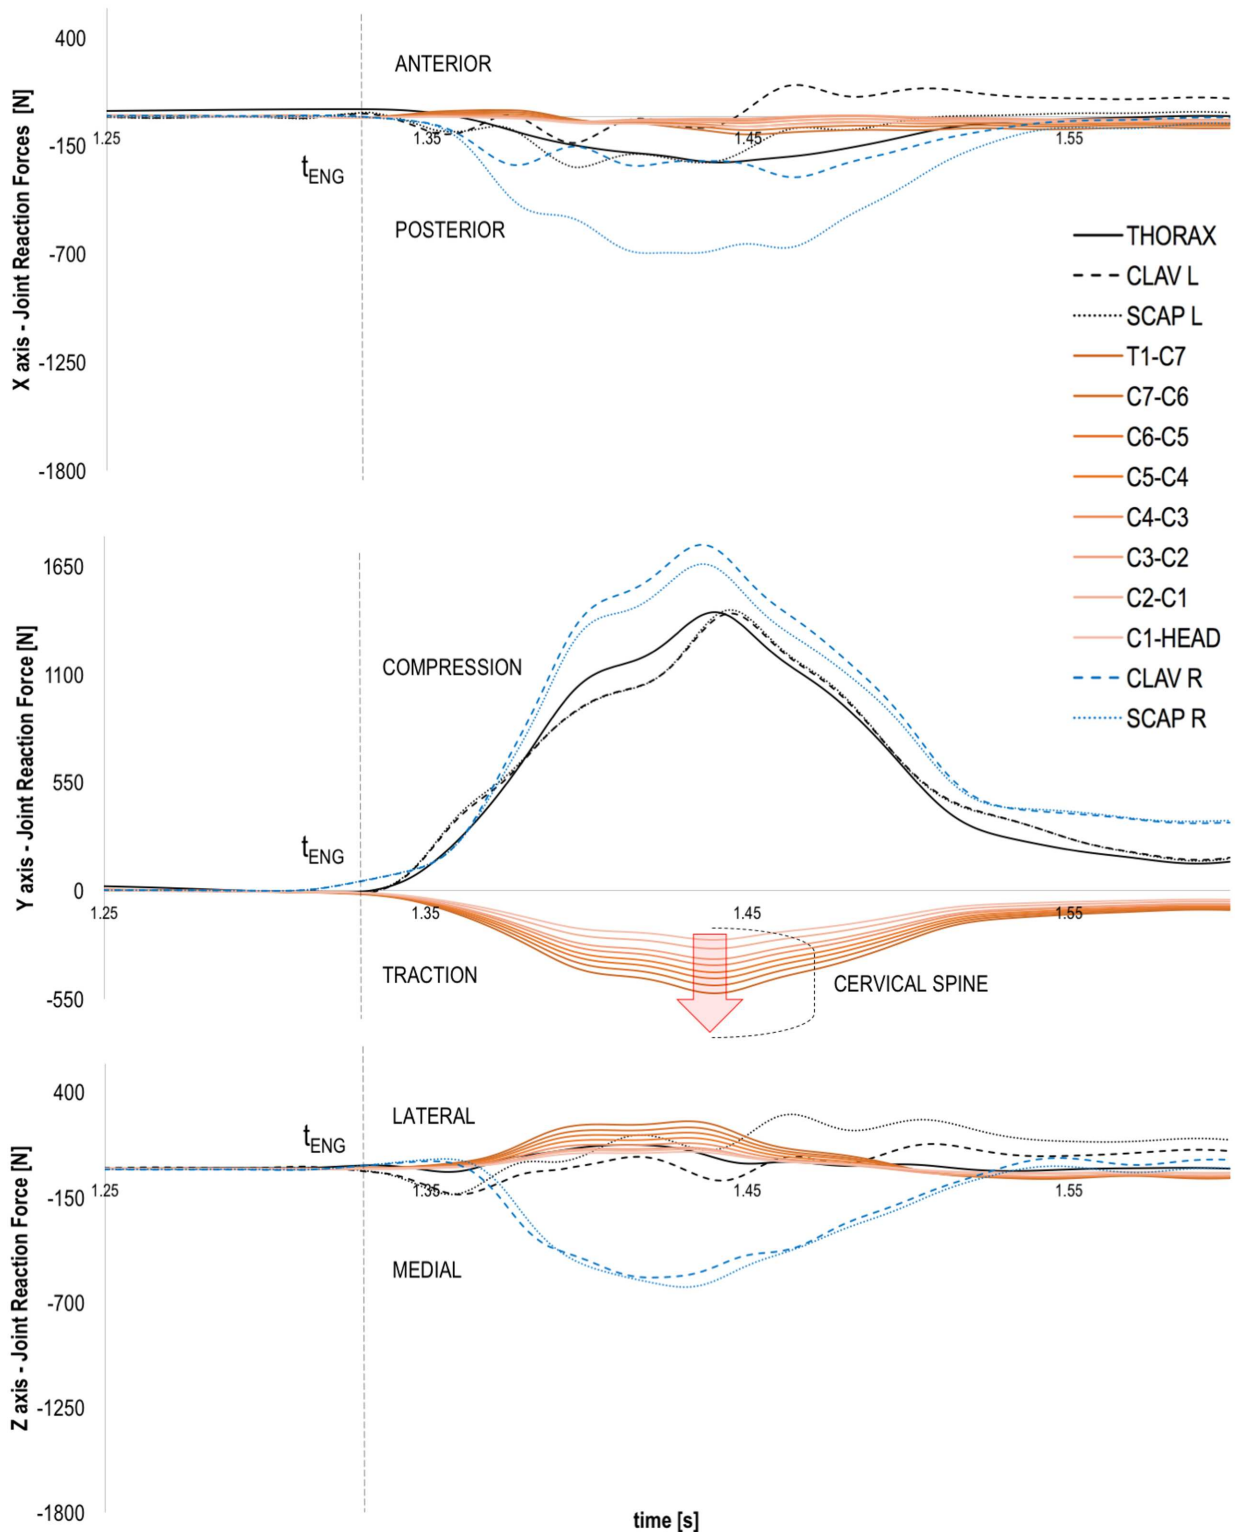 X axis - Joint Reaction Forces [N]
400
-150
-700
-1250
-1800
ANTERIOR
1.25
1.35
1.45
1.55
tENG
POSTERIOR
THORAX
CLAV L
SCAP L
T1-C7
C7-C6
C6-C5
C5-C4
C4-C3
C3-C2
C2-C1
C1-HEAD
CLAV R
SCAP R
Y axis - Joint Reaction Force [N]
1650
1100
550
0
-550
COMPRESSION
tENG
1.25
1.35
1.45
1.55
TRACTION
CERVICAL SPINE
Z axis - Joint Reaction Force [N]
400
-150
-700
-1250
-1800
LATERAL
tENG
1.25
1.35
1.45
1.55
MEDIAL
time [s]